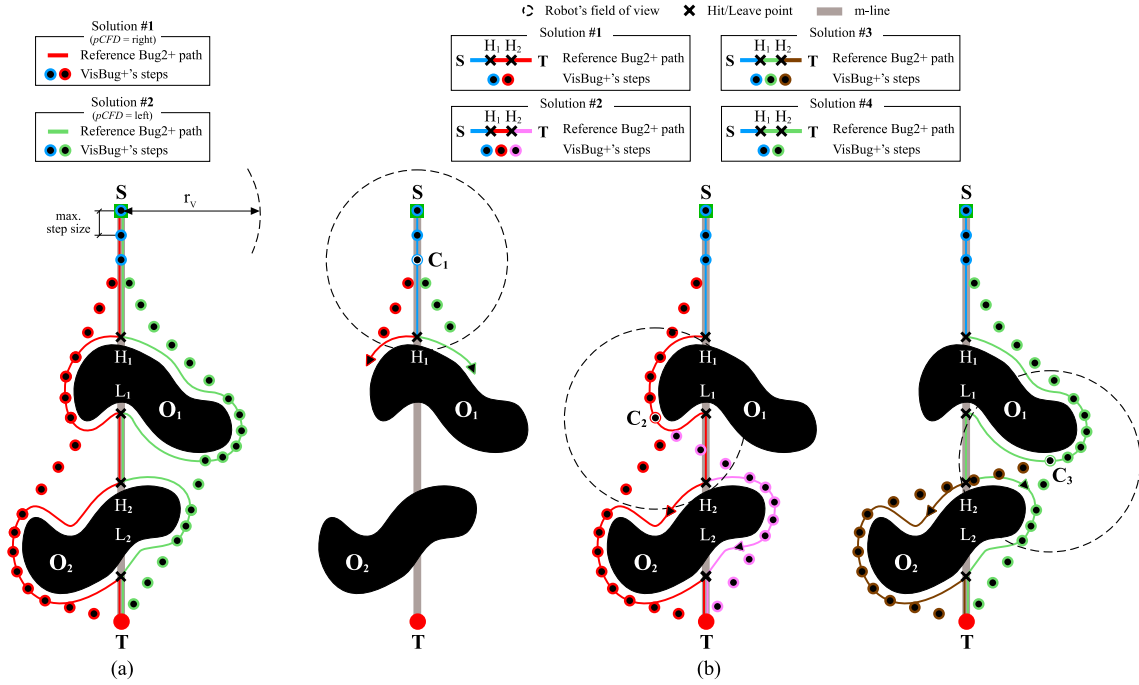 Robot's field of view
Hit/Leave point
m-line
Solution #1
(pCFD = right)
Reference Bug2+ path
VisBug+'s steps
Solution #2
(pCFD = left)
Reference Bug2+ path
VisBug+'s steps
Solution #1
S H1 H2 T Reference Bug2+ path
VisBug+'s steps
Solution #3
S H1 H2 T Reference Bug2+ path
VisBug+'s steps
Solution #2
S H1 H2 T Reference Bug2+ path
VisBug+'s steps
Solution #4
S H1 H2 T Reference Bug2+ path
VisBug+'s steps
S
rv
max.
step size
H1
L1
O1
H2
L2
O2
T
(a)
S
C1
H1
O1
O2
T
S
H1
L1
C2
O1
H2
L2
O2
T
(b)
S
H1
L1
O1
C3
H2
L2
O2
T